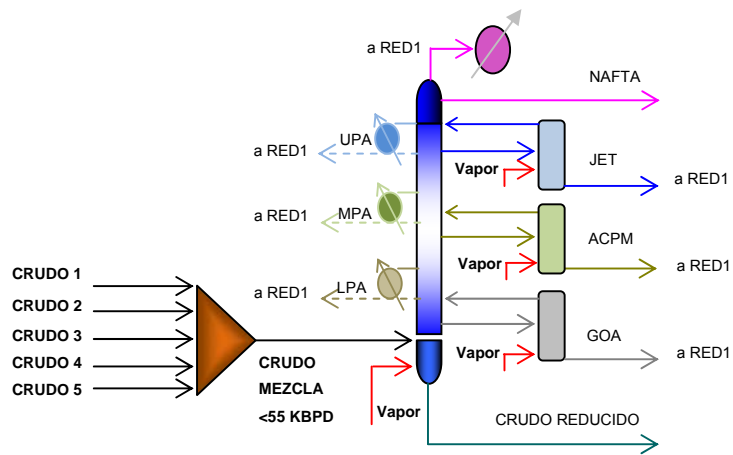 a RED1
NAFTA
UPA
a RED1
Vapor
JET
a RED1
MPA
a RED1
ACPM
Vapor
a RED1
CRUDO 1
CRUDO 2
CRUDO 3
CRUDO 4
CRUDO 5
LPA
a RED1
GOA
Vapor
a RED1
CRUDO
MEZCLA
<55 KBPD
Vapor
CRUDO REDUCIDO